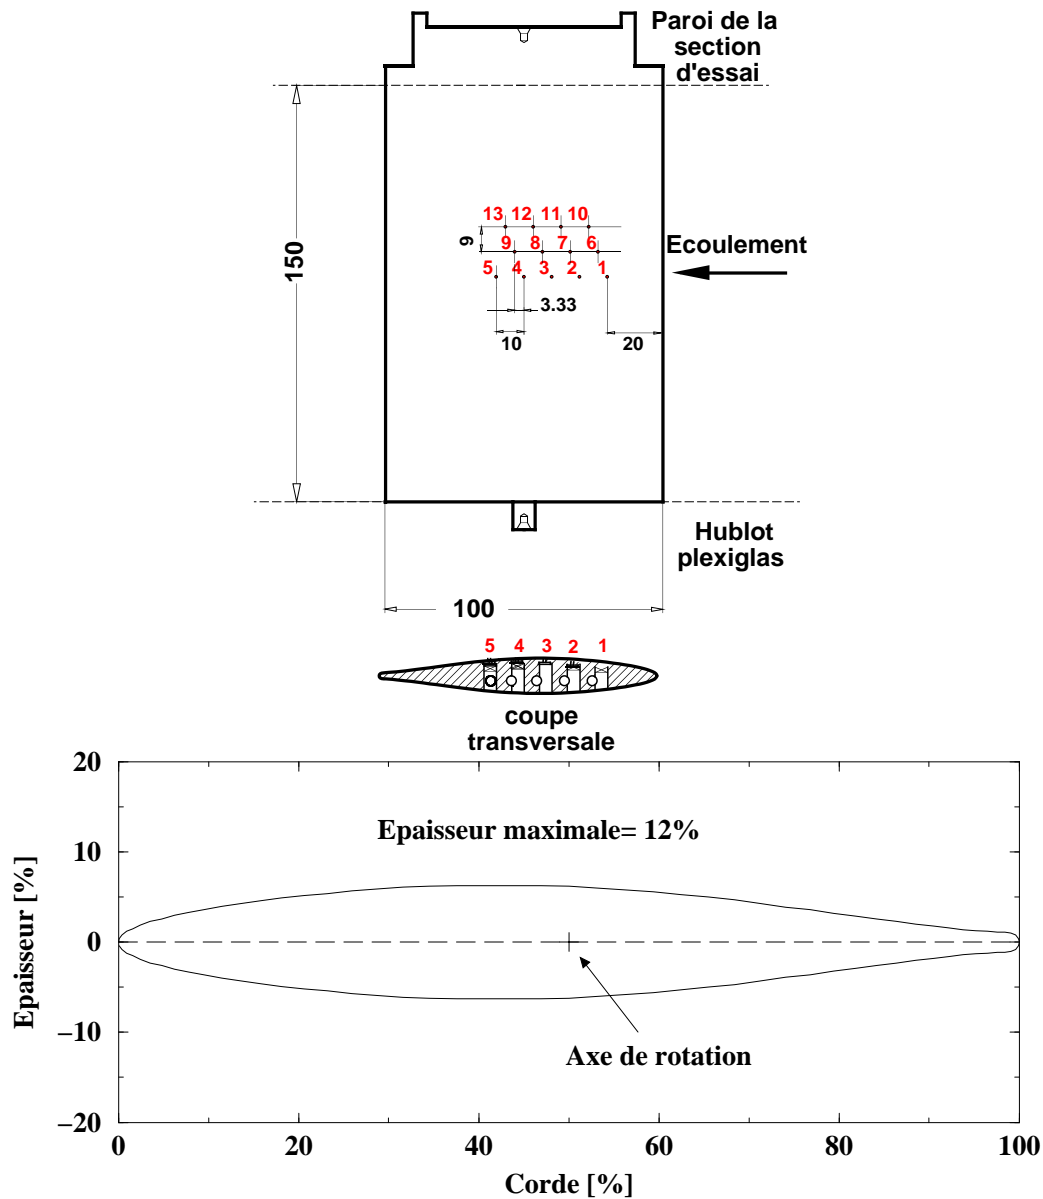 Paroi de la
section
d'essai
13 12 11 10
9 8 7 6
9
5 4 3 2 1
Ecoulement
150
3.33
10
20
Hublot
plexiglas
100
5 4 3 2 1
coupe
transversale
20
Epaisseur maximale= 12%
10
Epaisseur [%]
0
−10
Axe de rotation
−20
0 20 40 60 80 100
Corde [%]